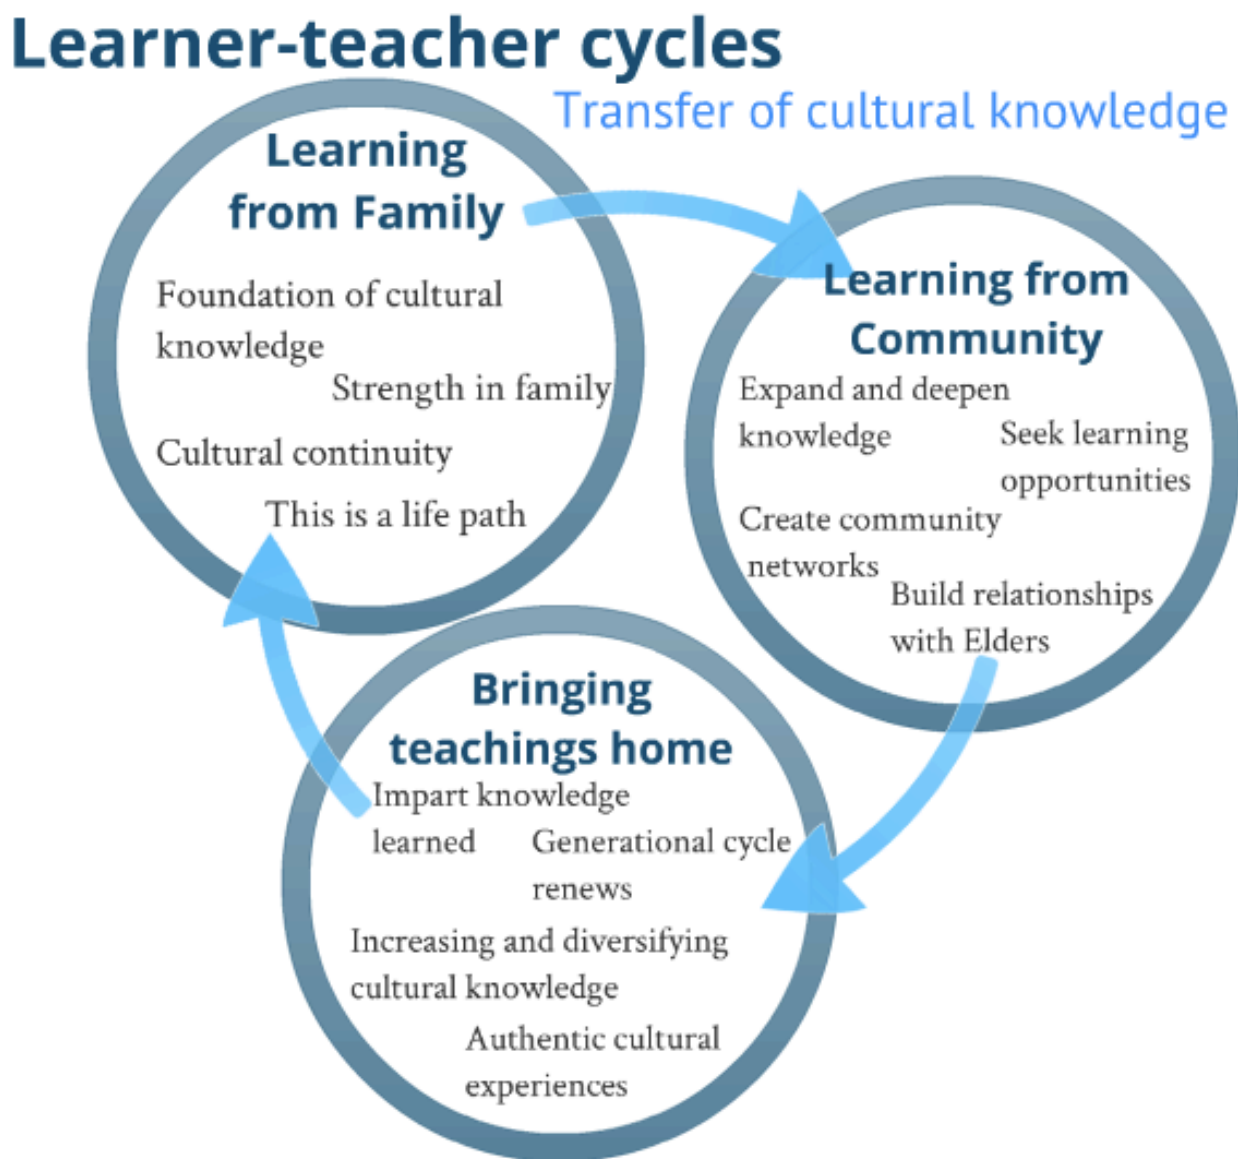 Learner-teacher cycles
Transfer of cultural knowledge
Learning
from Family
Foundation of cultural
knowledge
Strength in family
Cultural continuity
This is a life path
Learning from
Community
Expand and deepen
knowledge
Seek learning
opportunities
Create community
networks
Build relationships
with Elders
Bringing
teachings home
Impart knowledge
learned
Generational cycle
renews
Increasing and diversifying
cultural knowledge
Authentic cultural
experiences